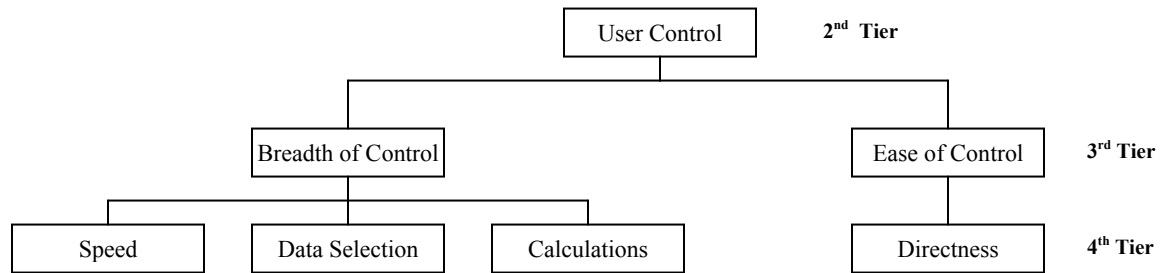 User Control 2nd Tier
Breadth of Control Ease of Control 3rd Tier
Speed Data Selection Calculations Directness 4th Tier